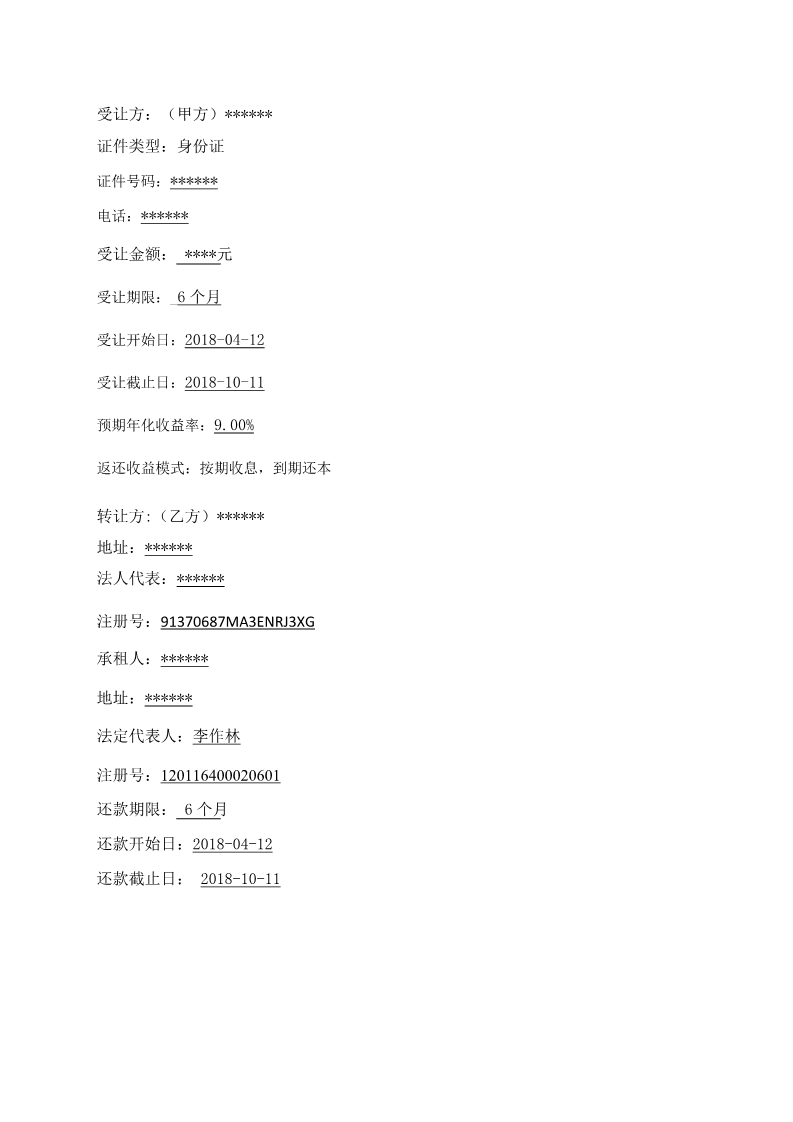 受让方：（甲方）******
证件类型：身份证
证件号码：******
电话：******
受让金额： ****元
受让期限： 6 个月
受让开始日：2018-04-12
受让截止日：2018-10-11
预期年化收益率：9.00%
返还收益模式：按期收息，到期还本
转让方:（乙方）******
地址：******
法人代表：******
注册号：91370687MA3ENRJ3XG
承租人：******
地址：******
法定代表人：李作林
注册号：120116400020601
还款期限： 6 个月
还款开始日：2018-04-12
还款截止日： 2018-10-11